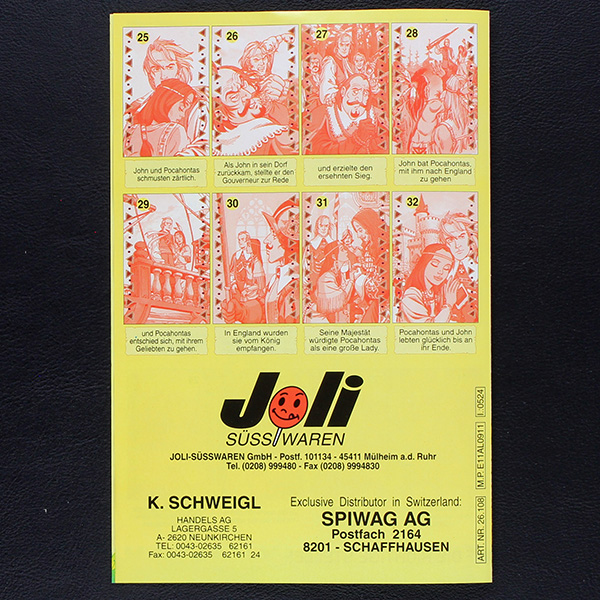 25
26
27
28
John und Pocahontas
schmusten zärtlich.
Als John in sein Dorf
zurückkam, stellte er den
Gouverneur zur Rede
und erzielte den
ersehnten Sieg.
John bat Pocahontas,
mit ihm nach England
zu gehen
29
30
31
32
und Pocahontas
entschied sich, mit ihrem
Geliebten zu gehen.
In England wurden
sie vom König
empfangen.
Seine Majestät
würdigte Pocahontas
als eine große Lady.
Pocahontas und John
lebten glücklich bis an
ihr Ende.
Joli
SÜSSWAREN
JOLI-SÜSSWAREN GmbH - Postf. 101134 - 45411 Mülheim a.d. Ruhr
Tel. (0208) 999480 - Fax (0208) 9994830
K. SCHWEIGL
HANDELS AG
LAGERGASSE 5
A- 2620 NEUNKIRCHEN
TEL: 0043-02635 62161
Fax: 0043-02635 62161 24
Exclusive Distributor in Switzerland:
SPIWAG AG
Postfach 2164
8201 - SCHAFFHAUSEN
ART. NR. 26.108
M.P. E11AL0911
I.:0524